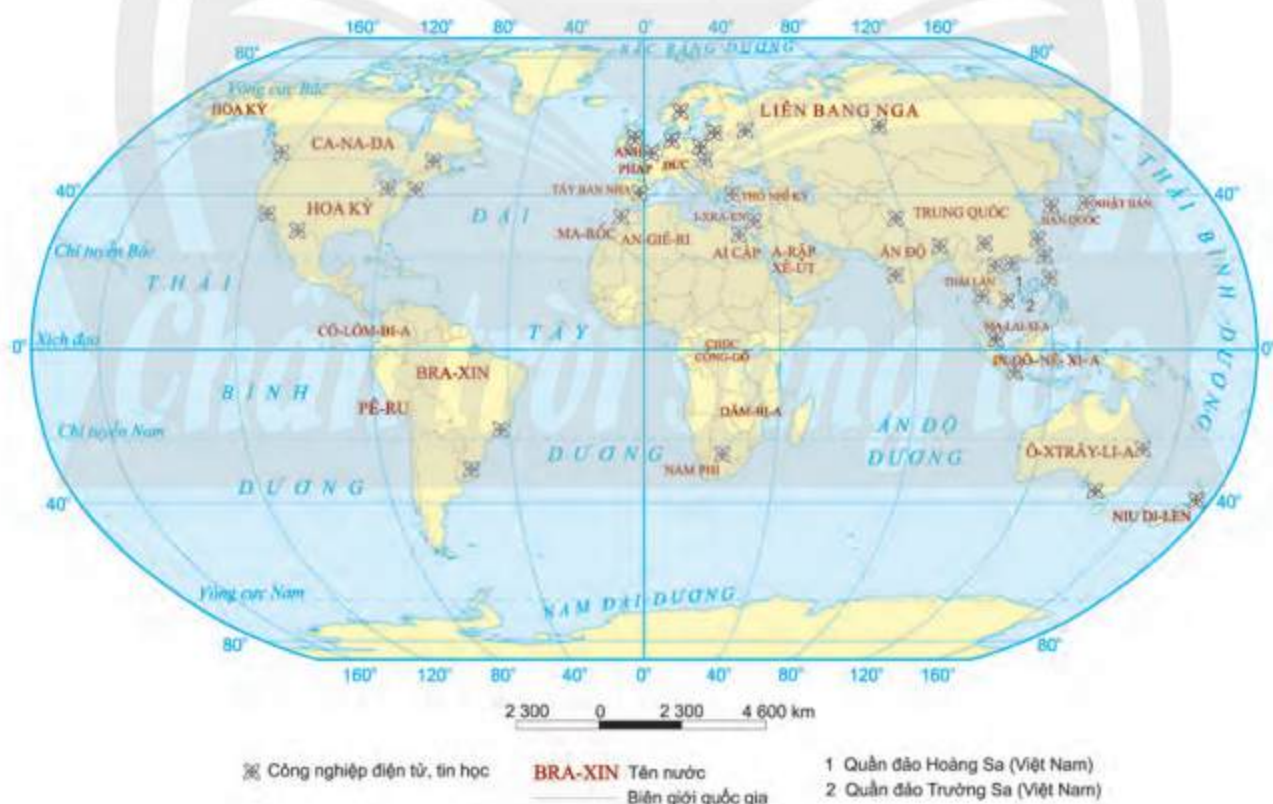 160° 120° 80° 40° 0° 40° 80° 120° 160°
80° 80°
BẮC BĂNG DƯƠNG
Vòng cực Bắc
HOA KỲ
LIÊN BANG NGA
CA-NA-DA
ANH
PHÁP
ĐỨC
40° 40°
TÂY BAN NHA
THỔ NHĨ KỲ
NHẬT BẢN
HÀN QUỐC
TRUNG QUỐC
HOA KỲ
ĐẠI
I-XRA-EN
MA-RỐC
AN-GIÊ-RI
AI CẬP
A-RẬP
XÊ-ÚT
ẤN ĐỘ
Chí tuyến Bắc
THÁI
THÁI LAN
1
2
THÁI BÌNH DƯƠNG
CÔ-LÔM-BI-A
TÂY
MA-LAI-XI-A
Xích đạo
0° 0°
CHDC
CÔNG-GÔ
IN-ĐÔ-NÊ-XI-A
BRA-XIN
BÌNH
PÊ-RU
DĂM-BI-A
Chí tuyến Nam
ẤN ĐỘ
DƯƠNG
DƯƠNG
NAM PHI
Ô-XTRÂY-LI-A
DƯƠNG
40° 40°
NIU DI-LEN
Vòng cực Nam
NAM ĐẠI DƯƠNG
80° 80°
160° 120° 80° 40° 0° 40° 80° 120° 160°
2 300 0 2 300 4 600 km
Công nghiệp điện tử, tin học
BRA-XIN Tên nước
Biên giới quốc gia
1 Quần đảo Hoàng Sa (Việt Nam)
2 Quần đảo Trường Sa (Việt Nam)
Chân trời sáng tạo